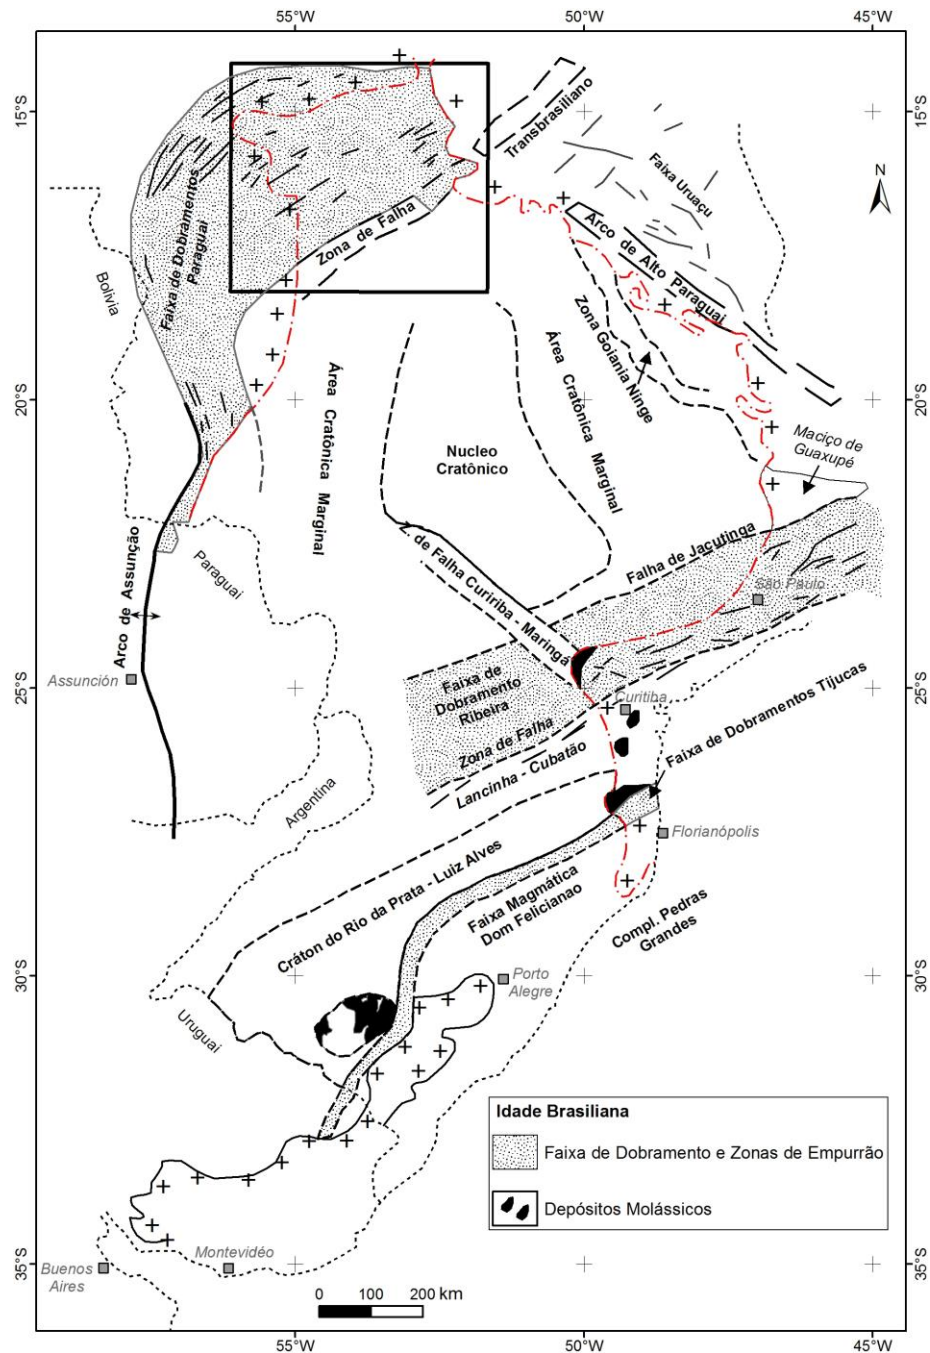 55°W
50°W
45°W
15°S
15°S
Transbrasiliano
Faixa Uruaçu
N
Faixa de Dobramentos
Paraguai
Zona de Falha
Arco de Alto Paraguai
Bolivia
Zona Goiania Ninge
Área Cratônica Marginal
Área Cratônica Marginal
20°S
20°S
Nucleo
Cratônico
Maciço de
Guaxupé
Arco de Assunção
Paraguai
Z de Falha Cuririba - Maringá
Falha de Jacutinga
São Paulo
Assunción
25°S
25°S
Faixa de
Dobramento
Ribeira
Curitiba
Zona de Falha
Lancinha - Cubatão
Faixa de Dobramentos Tijucas
Argentina
Florianópolis
Cráton do Rio da Prata - Luiz Alves
Faixa Magmática
Dom Felicianao
Compl. Pedras
Grandes
30°S
30°S
Porto
Alegre
Uruguai
Idade Brasiliana
Faixa de Dobramento e Zonas de Empurrão
Depósitos Molássicos
Montevidéo
Buenos
Aires
35°S
35°S
0 100 200 km
55°W
50°W
45°W